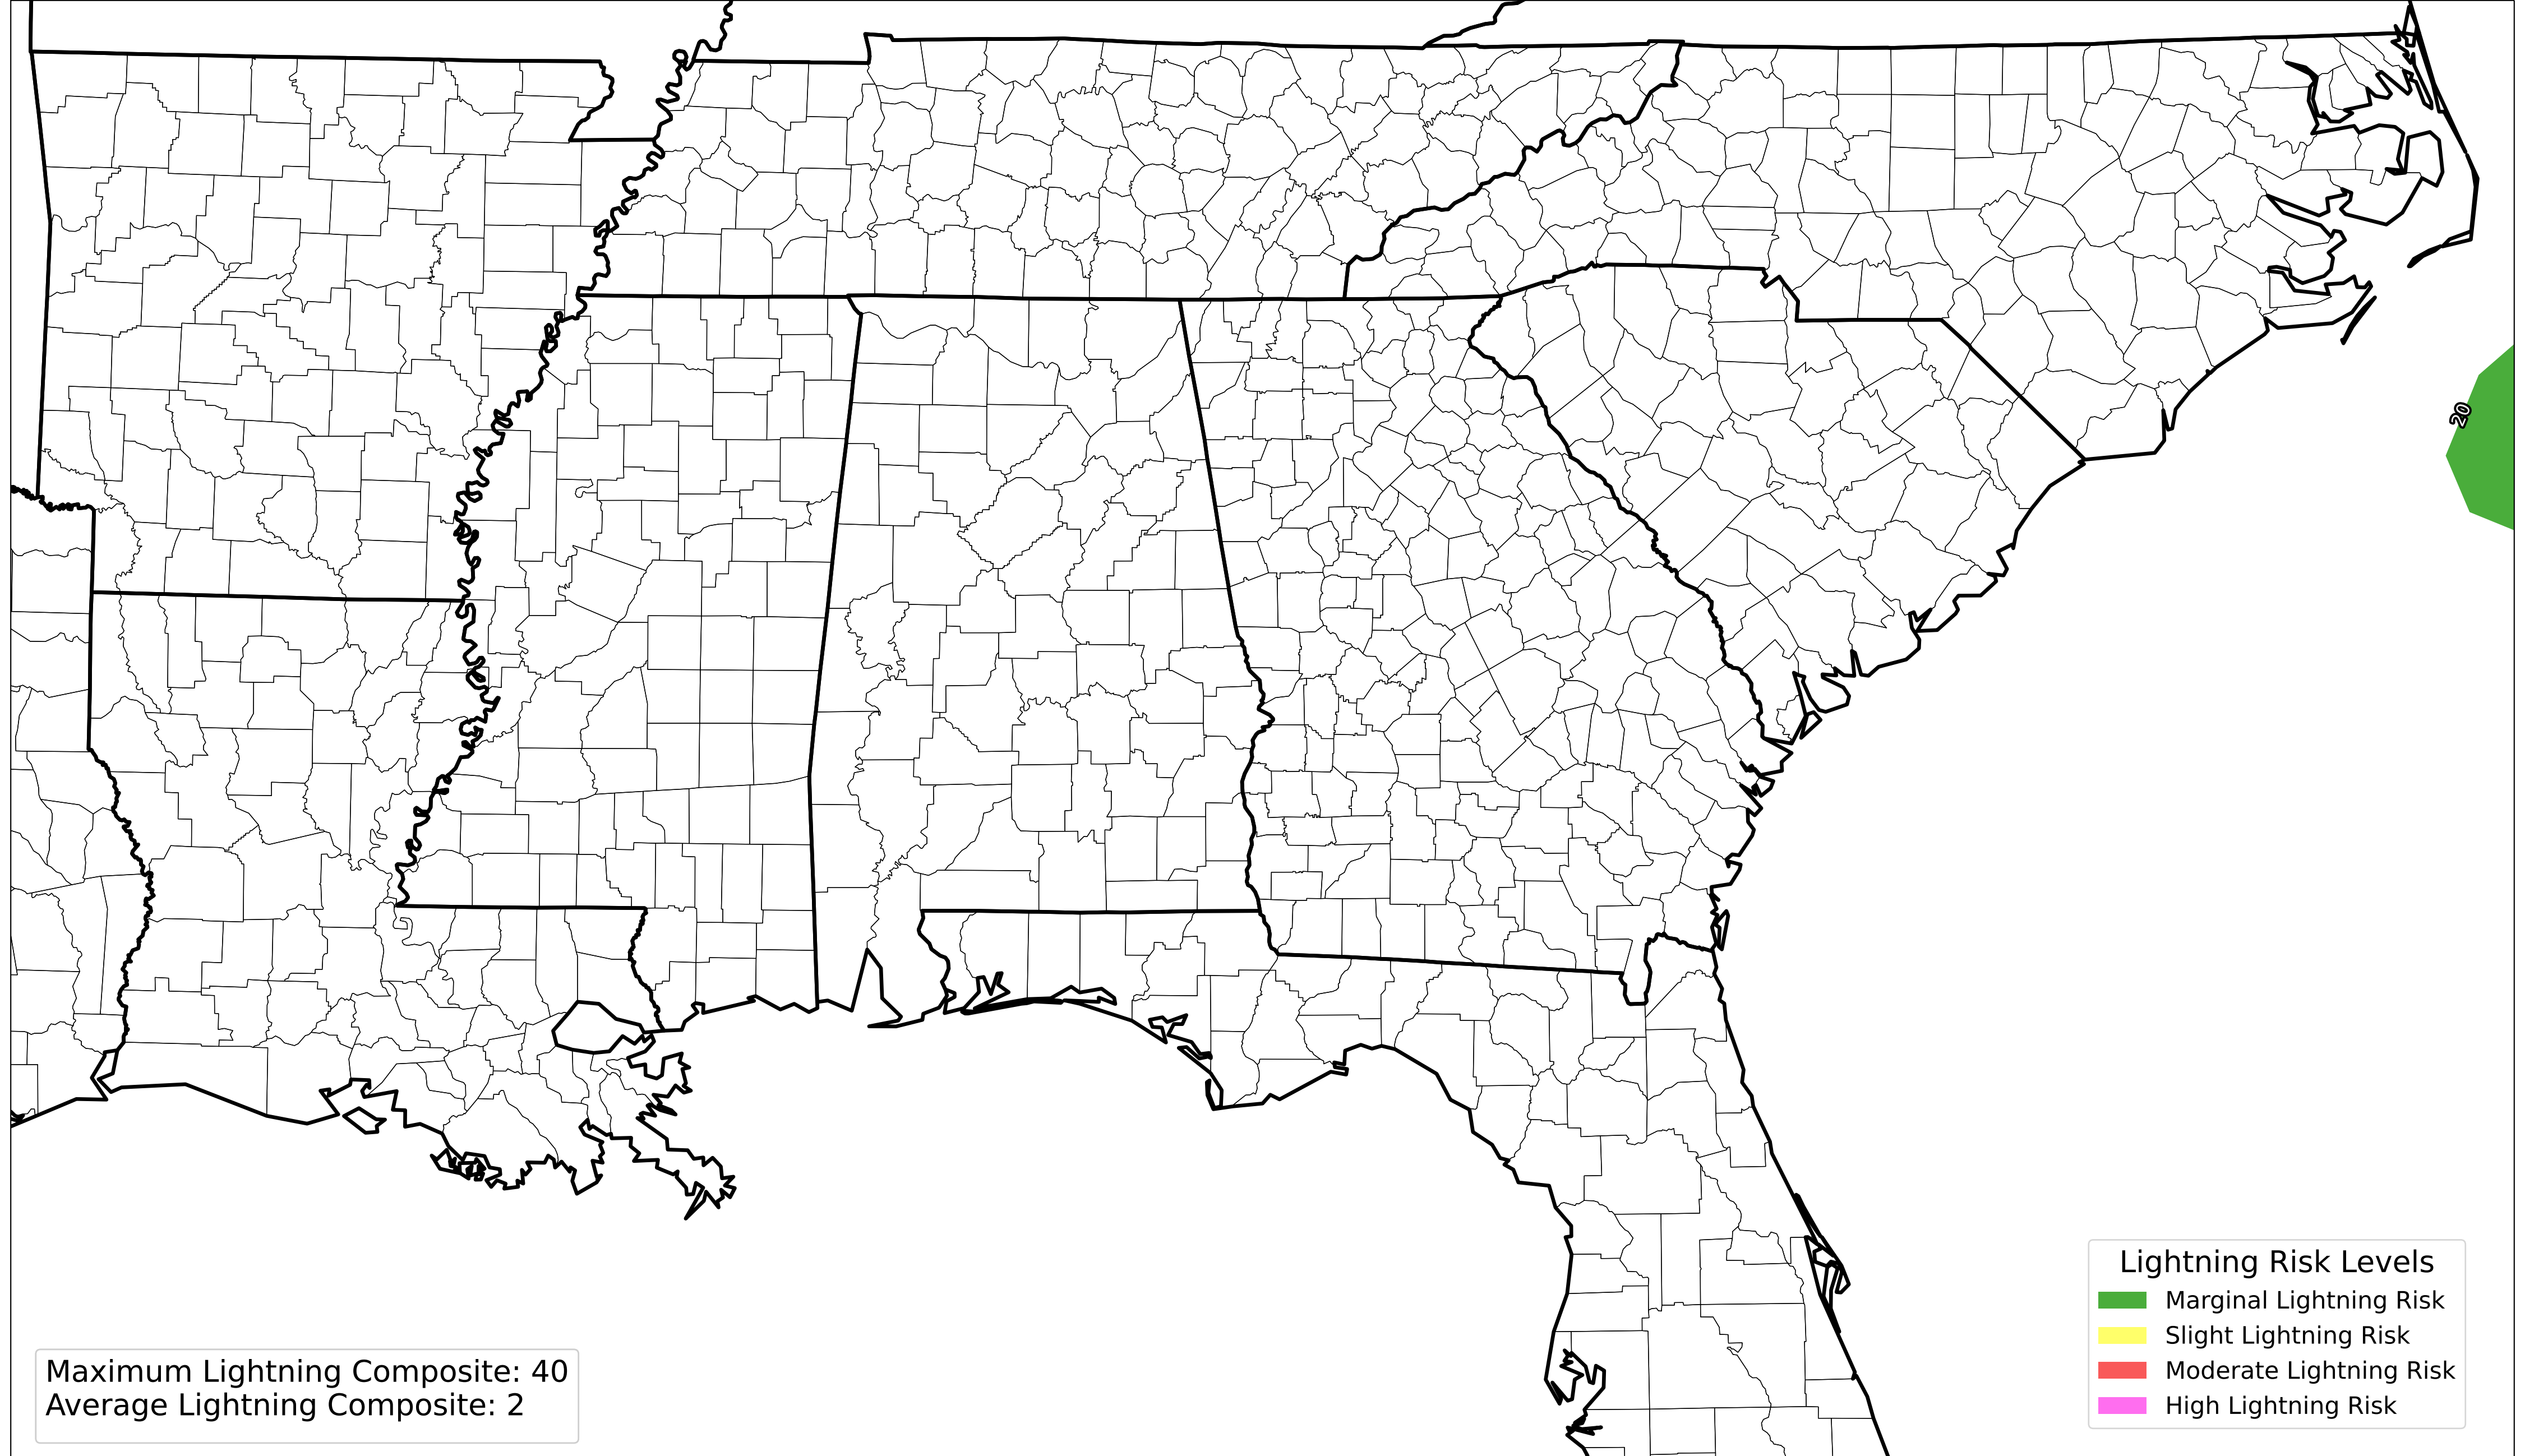 20
Lightning Risk Levels
Marginal Lightning Risk
Slight Lightning Risk
Moderate Lightning Risk
High Lightning Risk
Maximum Lightning Composite: 40
Average Lightning Composite: 2